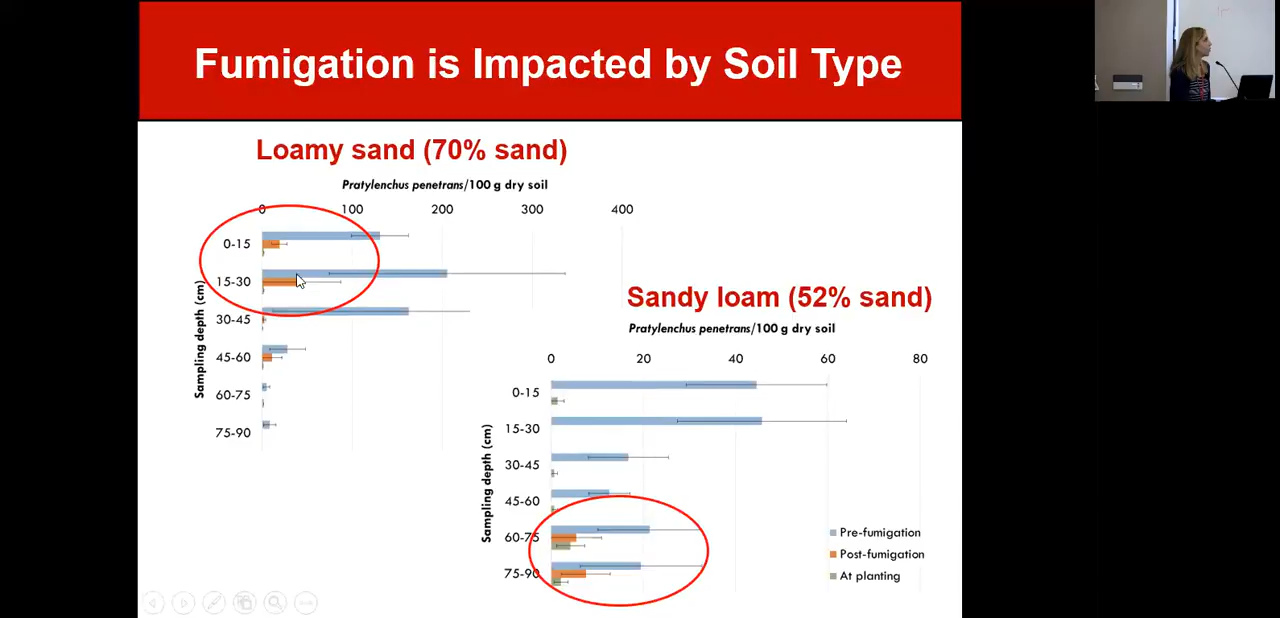 Fumigation is Impacted by Soil Type
Loamy sand (70% sand)
Pratylenchus penetrans/100 g dry soil
0 100 200 300 400
Sampling depth (cm)
0-15
15-30
30-45
45-60
60-75
75-90
Sandy loam (52% sand)
Pratylenchus penetrans/100 g dry soil
0 20 40 60 80
Sampling depth (cm)
0-15
15-30
30-45
45-60
60-75
75-90
Pre-fumigation
Post-fumigation
At planting